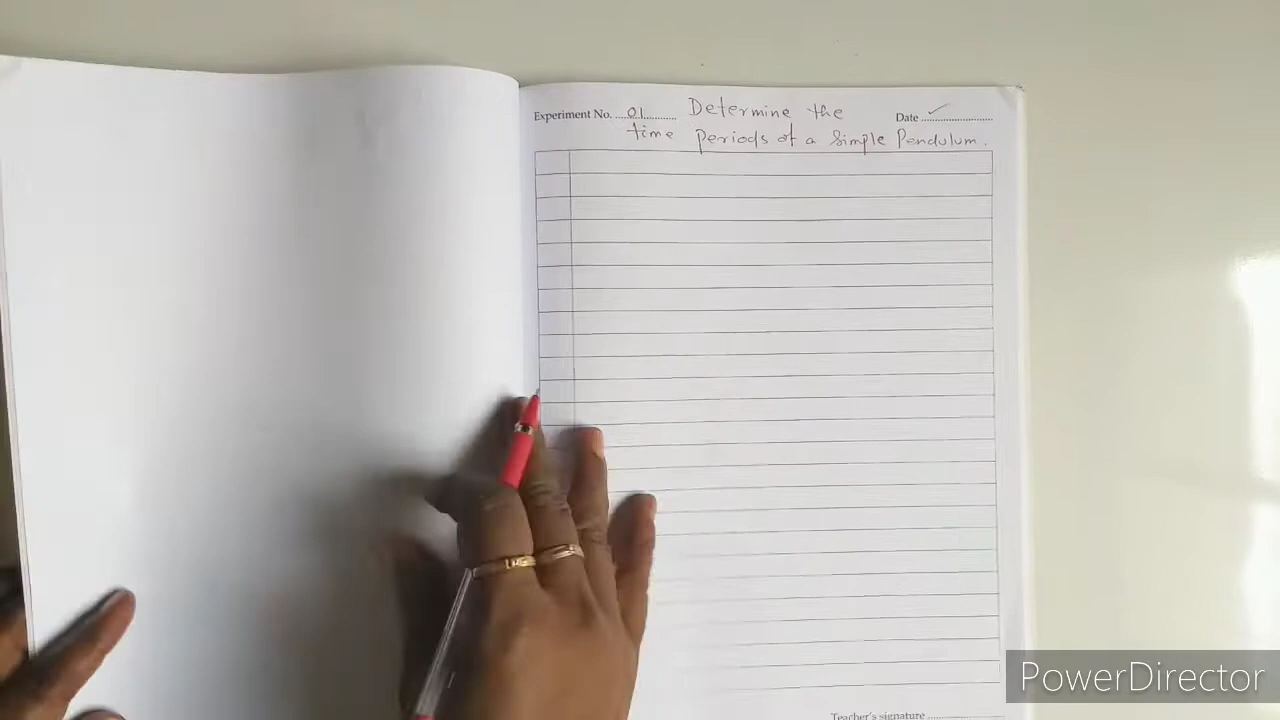 Experiment No. ....01.......... Determine the Date ...✓......................
time periods of a simple Pendulum.
PowerDirector
Teacher's signature ......................